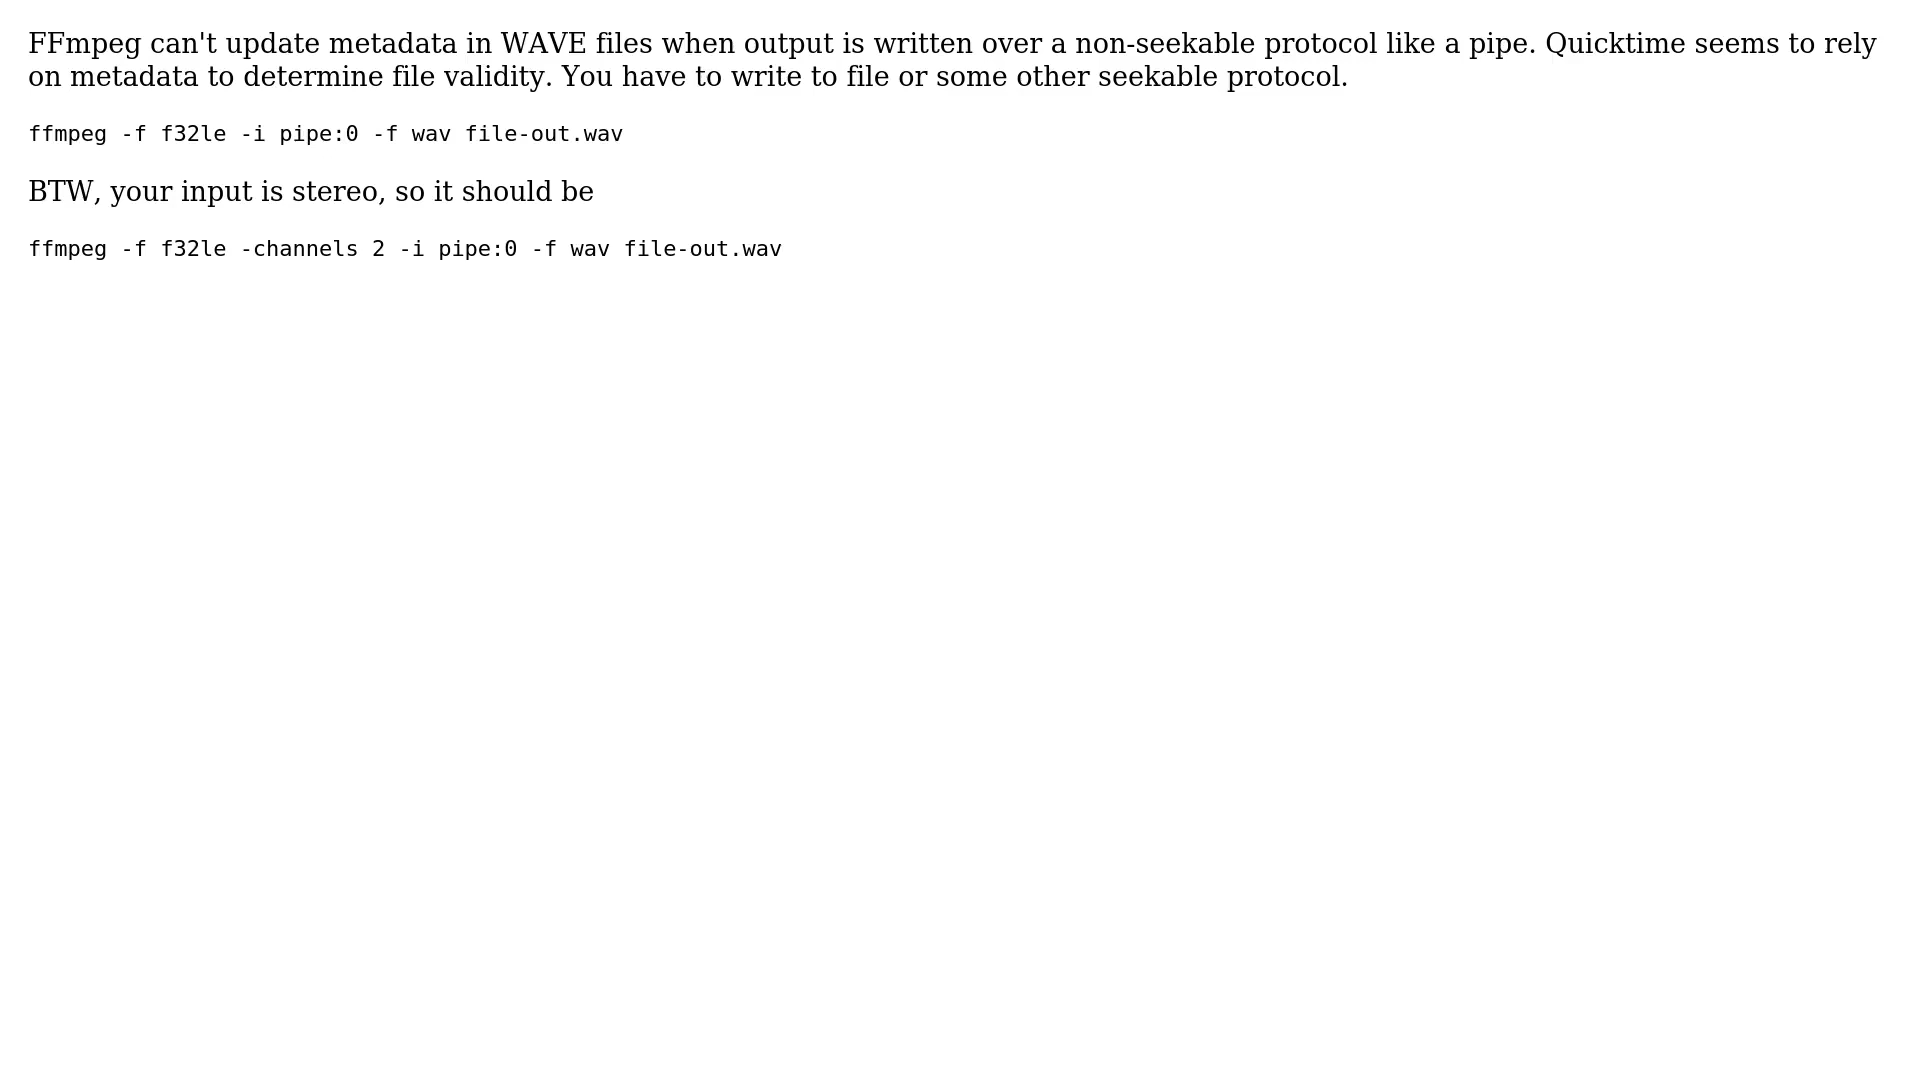 FFmpeg can't update metadata in WAVE files when output is written over a non-seekable protocol like a pipe. Quicktime seems to rely
on metadata to determine file validity. You have to write to file or some other seekable protocol.
ffmpeg -f f32le -i pipe:0 -f wav file-out.wav
BTW, your input is stereo, so it should be
ffmpeg -f f32le -channels 2 -i pipe:0 -f wav file-out.wav